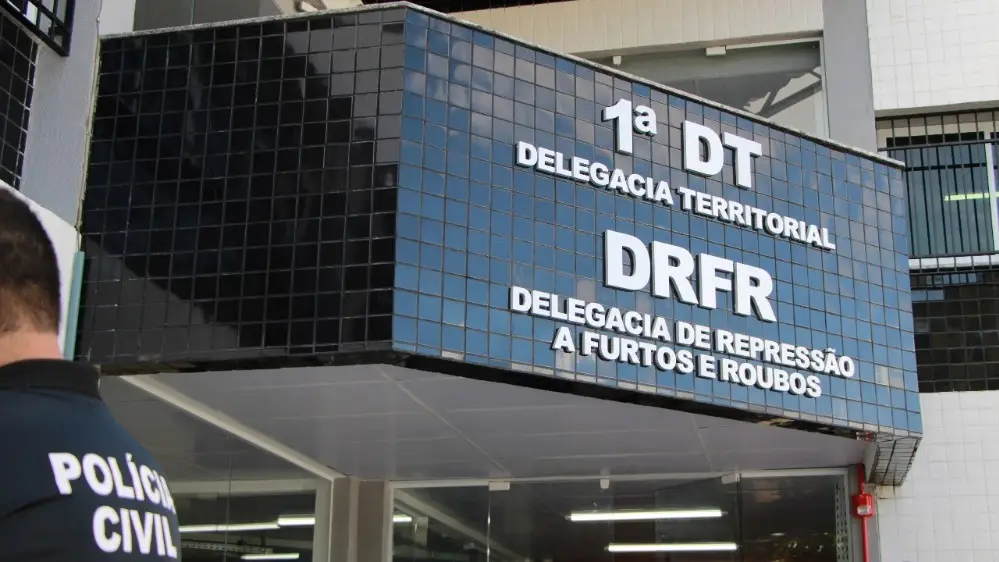 1ª DT
DELEGACIA TERRITORIAL
DRFR
DELEGACIA DE REPRESSÃO
A FURTOS E ROUBOS
POLÍCIA
CIVIL